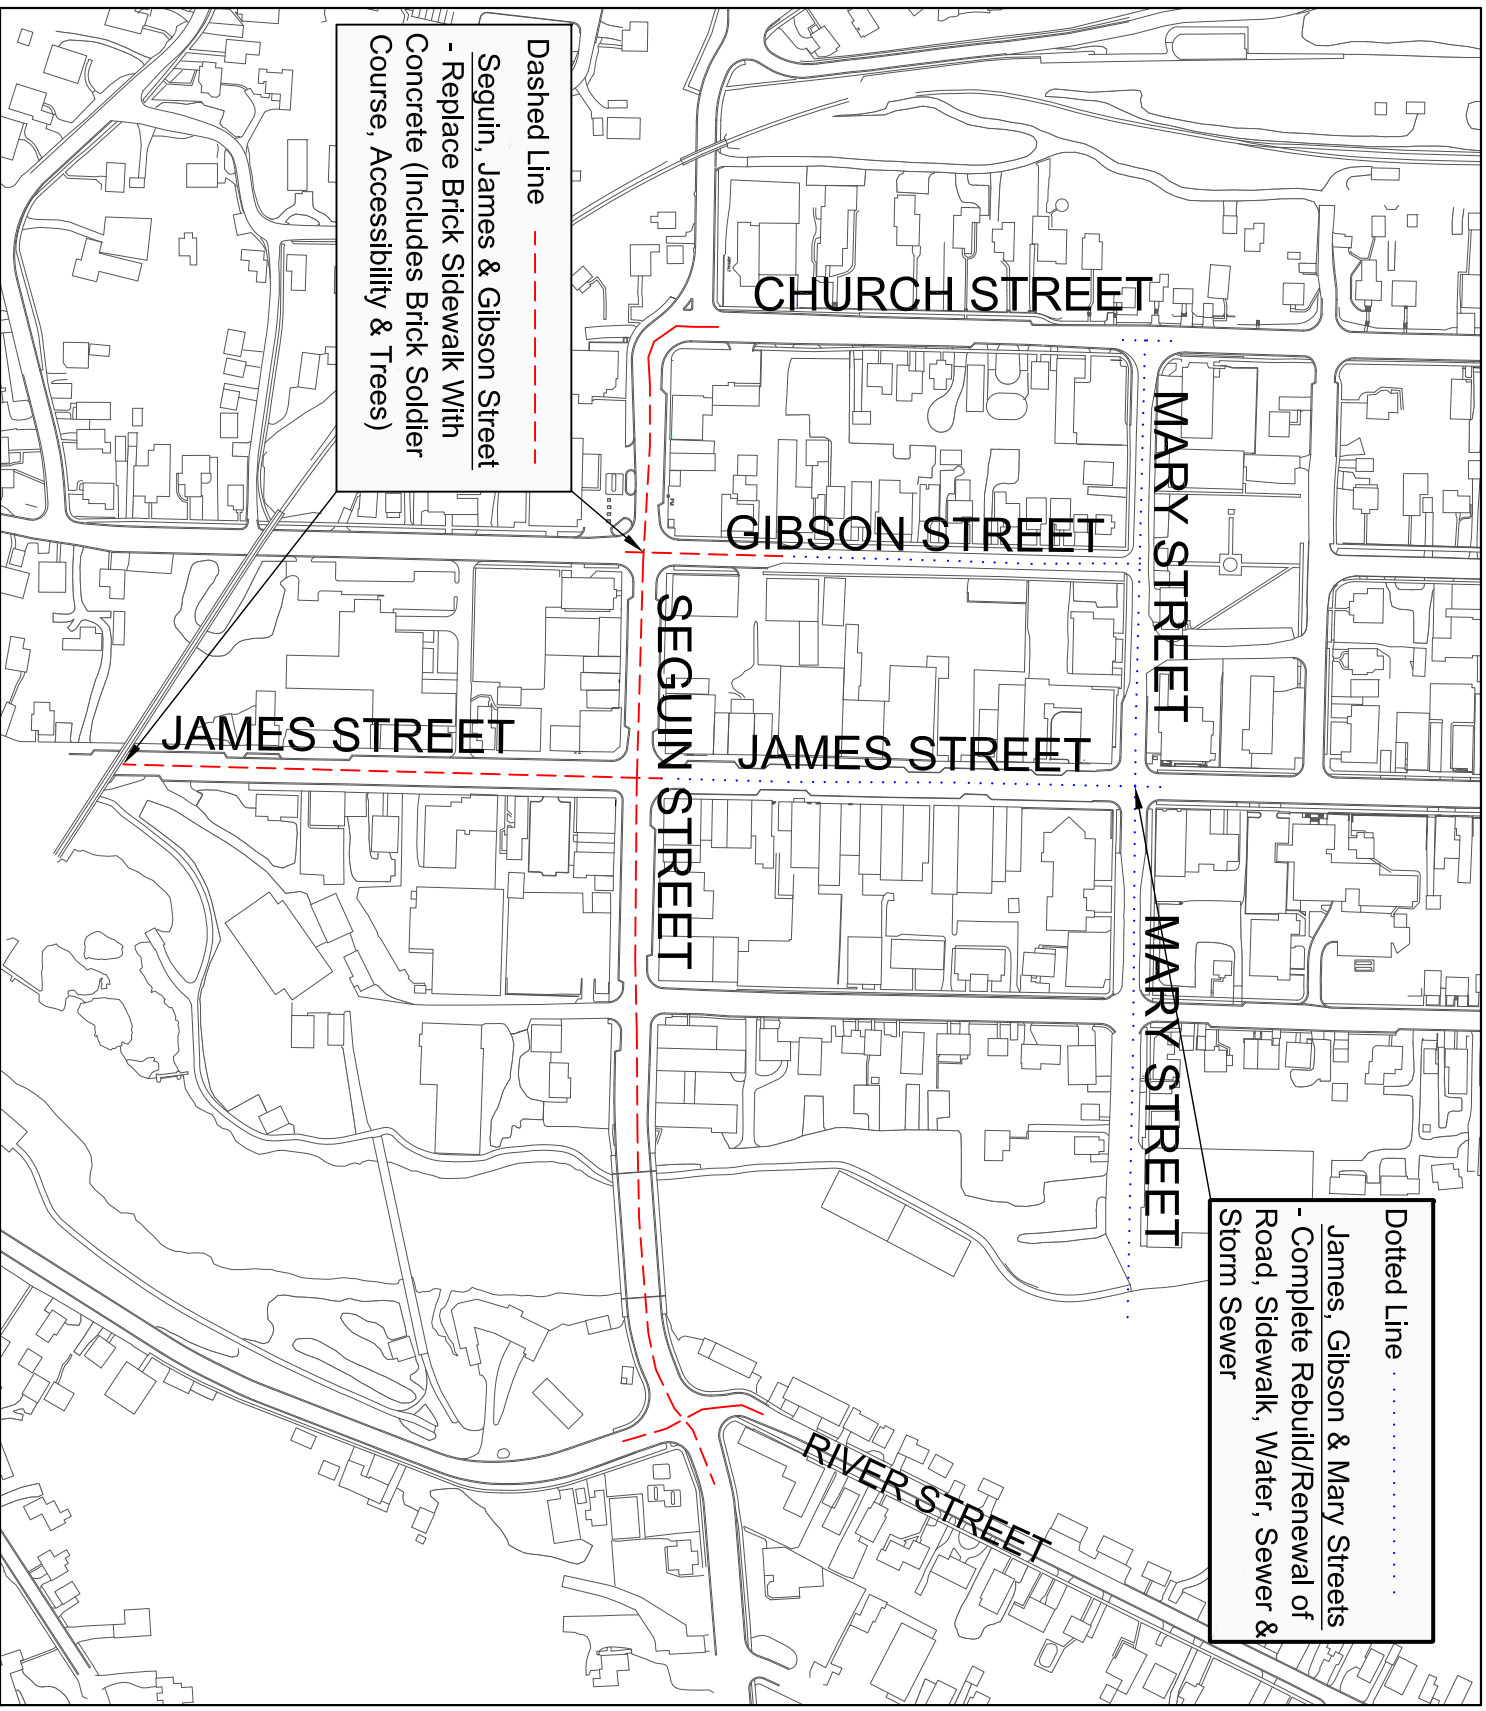 Dashed Line
Seguin, James & Gibson Street
- Replace Brick Sidewalk With
Concrete (Includes Brick Soldier
Course, Accessibility & Trees)
CHURCH STREET
MARY STREET
GIBSON STREET
SEGUIN STREET
JAMES STREET
JAMES STREET
MARY STREET
RIVER STREET
Dotted Line
James, Gibson & Mary Streets
- Complete Rebuild/Renewal of
Road, Sidewalk, Water, Sewer &
Storm Sewer